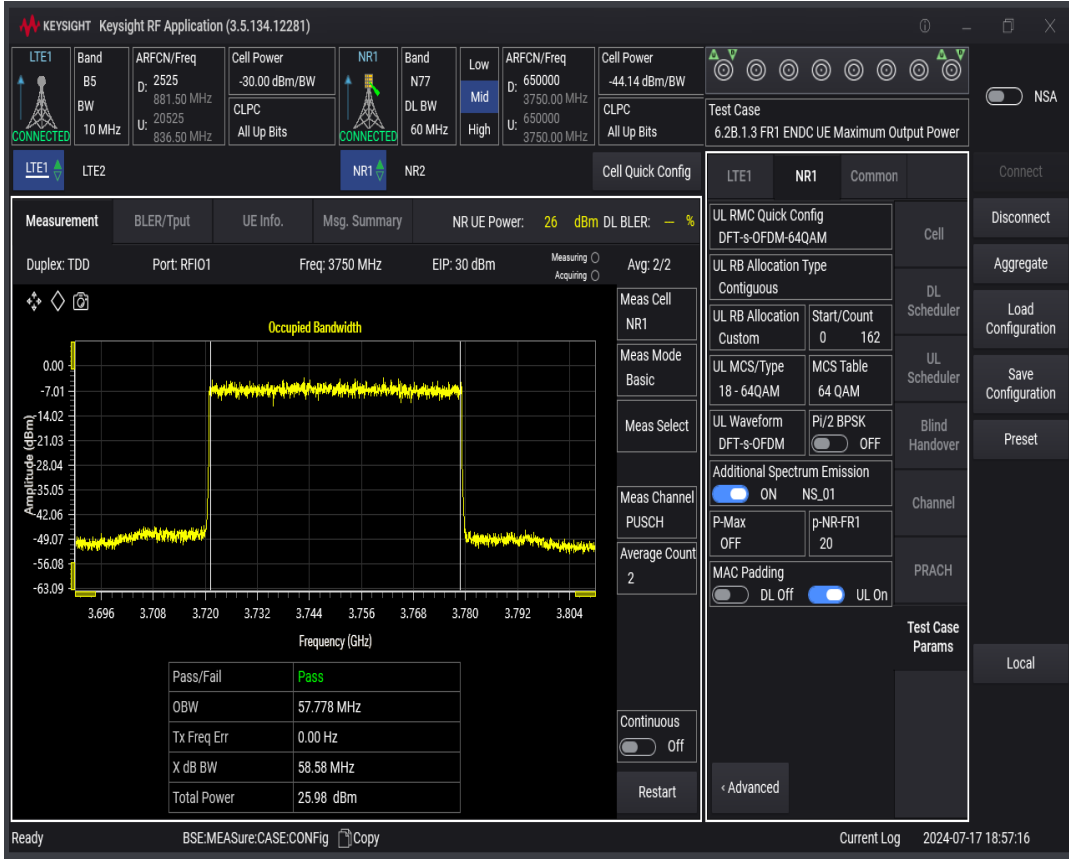 KEYSIGHT Keysight RF Application (3.5.134.12281)
LTE1
CONNECTED
Band
B5
BW
10 MHz
ARFCN/Freq
D: 2525
881.50 MHz
U: 20525
836.50 MHz
Cell Power
-30.00 dBm/BW
CLPC
All Up Bits
NR1
CONNECTED
Band
N77
DL BW
60 MHz
Low
Mid
High
ARFCN/Freq
D: 650000
3750.00 MHz
U: 650000
3750.00 MHz
Cell Power
-44.14 dBm/BW
CLPC
All Up Bits
A
A
Test Case
6.2B.1.3 FR1 ENDC UE Maximum Output Power
NSA
LTE1 LTE2
NR1 NR2
Cell Quick Config
Measurement BLER/Tput UE Info. Msg. Summary NR UE Power: 26 dBm DL BLER: — %
Duplex: TDD Port: RFIO1 Freq: 3750 MHz EIP: 30 dBm Measuring Avg: 2/2
Acquiring
Occupied Bandwidth
Amplitude (dBm)
0.00
-7.01
-14.02
-21.03
-28.04
-35.05
-42.06
-49.07
-56.08
-63.09
3.696 3.708 3.720 3.732 3.744 3.756 3.768 3.780 3.792 3.804
Frequency (GHz)
Pass/Fail Pass
OBW 57.778 MHz
Tx Freq Err 0.00 Hz
X dB BW 58.58 MHz
Total Power 25.98 dBm
Meas Cell
NR1
Meas Mode
Basic
Meas Select
Meas Channel
PUSCH
Average Count
2
Continuous
Off
Restart
LTE1 NR1 Common
UL RMC Quick Config
DFT-s-OFDM-64QAM
UL RB Allocation Type
Contiguous
UL RB Allocation
Custom
Start/Count
0 162
UL MCS/Type
18 - 64QAM
MCS Table
64 QAM
UL Waveform
DFT-s-OFDM
Pi/2 BPSK
OFF
Additional Spectrum Emission
ON NS_01
P-Max
OFF
p-NR-FR1
20
MAC Padding
DL Off UL On
‹ Advanced
Cell
DL
Scheduler
UL
Scheduler
Blind
Handover
Channel
PRACH
Test Case
Params
Connect
Disconnect
Aggregate
Load
Configuration
Save
Configuration
Preset
Local
Ready BSE:MEASure:CASE:CONFig Copy Current Log 2024-07-17 18:57:16